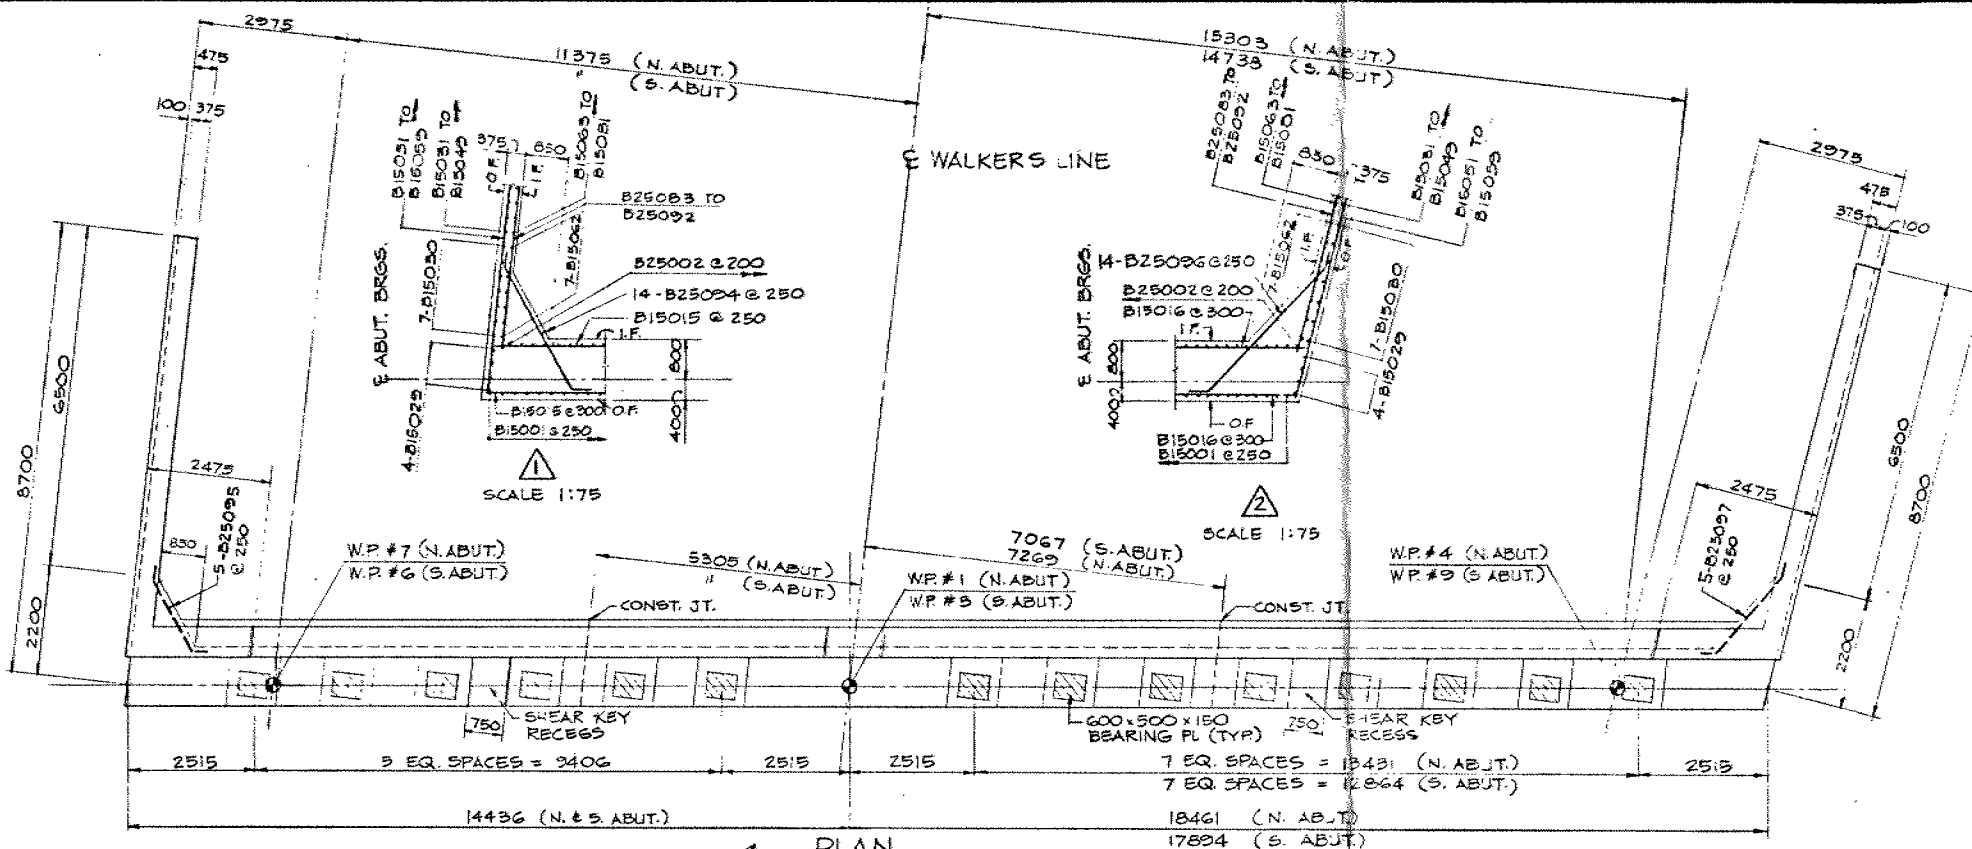 2975
475
100 375
11375 (N. ABUT.)
" (S. ABUT)
15303 (N. ABUT.)
14738 (S. ABUT)
2975
475
375 100
B15051 TO
B15059
B15031 TO
B15049
375 850
O.F.
I.F.
B15063 TO
B15081
B25083 TO
B25092
7-B15062
7-B15030
B25002 @ 200
14-B25094 @ 250
B15015 @ 250
I.F.
℄ ABUT. BRGS.
800
400
4-B15029
B15015 @ 300 O.F.
B15001 @ 250
1
SCALE 1:75
℄ WALKERS LINE
B25083 TO
B25092
B15063 TO
B15081
830
375
B15031 TO
B15049
B15051 TO
B15059
7-B15062
I.F.
O.F.
14-B25096 @ 250
B25002 @ 200
B15016 @ 300
I.F.
℄ ABUT. BRGS.
800
400
7-B15030
4-B15029
O.F
B15016 @ 300
B15001 @ 250
2
SCALE 1:75
6500
8700
2200
2475
850
5-B25095
@ 250
W.P. #7 (N. ABUT.)
W.P. #6 (S. ABUT)
5305 (N. ABUT)
" (S. ABUT.)
CONST. JT.
7067 (S. ABUT.)
7269 (N. ABUT.)
W.P. #1 (N. ABUT.)
W.P. #3 (S. ABUT.)
CONST. JT.
W.P. #4 (N. ABUT.)
W.P. #9 (S. ABUT.)
2475
5-B25097
@ 250
6500
8700
2200
750
SHEAR KEY
RECESS
600 x 500 x 150
BEARING PL (TYP.)
750
SHEAR KEY
RECESS
2515
5 EQ. SPACES = 9406
2515
2515
7 EQ. SPACES = 13431 (N. ABUT.)
7 EQ. SPACES = 12864 (S. ABUT.)
2515
14436 (N. & S. ABUT.)
18461 (N. ABUT)
17894 (S. ABUT.)
PLAN